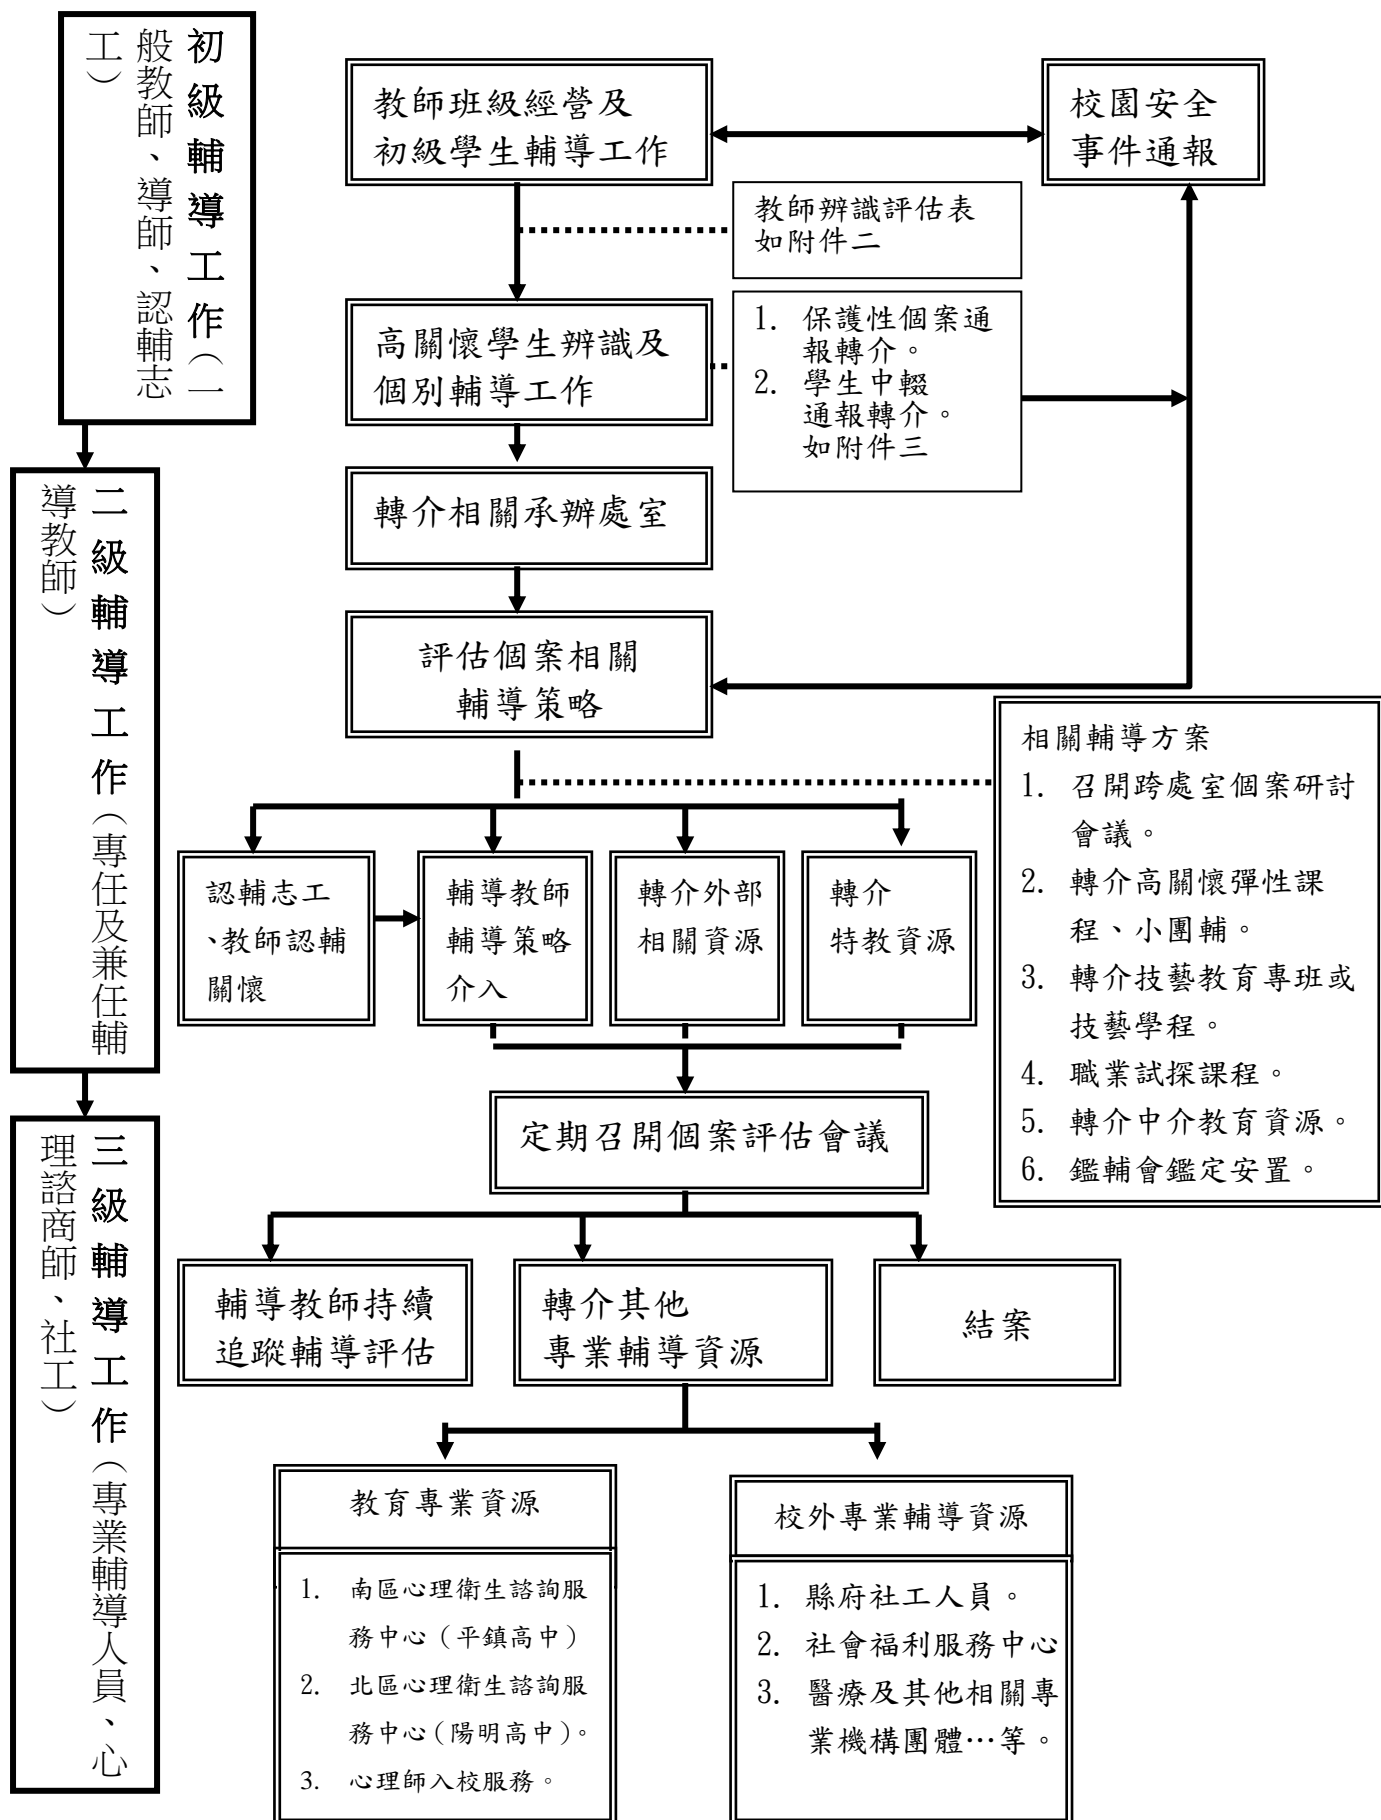 初級輔導工作（一
般教師、導師、認輔志
工）
二級輔導工作（專任及兼任輔
導教師）
三級輔導工作（專業輔導人員、心
理諮商師、社工）
教師班級經營及
初級學生輔導工作
校園安全
事件通報
教師辨識評估表
如附件二
高關懷學生辨識及
個別輔導工作
1. 保護性個案通
報轉介。
2. 學生中輟
通報轉介。
如附件三
轉介相關承辦處室
評估個案相關
輔導策略
相關輔導方案
1. 召開跨處室個案研討
會議。
2. 轉介高關懷彈性課
程、小團輔。
3. 轉介技藝教育專班或
技藝學程。
4. 職業試探課程。
5. 轉介中介教育資源。
6. 鑑輔會鑑定安置。
認輔志工
、教師認輔
關懷
輔導教師
輔導策略
介入
轉介外部
相關資源
轉介
特教資源
定期召開個案評估會議
輔導教師持續
追蹤輔導評估
轉介其他
專業輔導資源
結案
教育專業資源
1. 南區心理衛生諮詢服
務中心（平鎮高中）
2. 北區心理衛生諮詢服
務中心（陽明高中）。
3. 心理師入校服務。
校外專業輔導資源
1. 縣府社工人員。
2. 社會福利服務中心
3. 醫療及其他相關專
業機構團體…等。